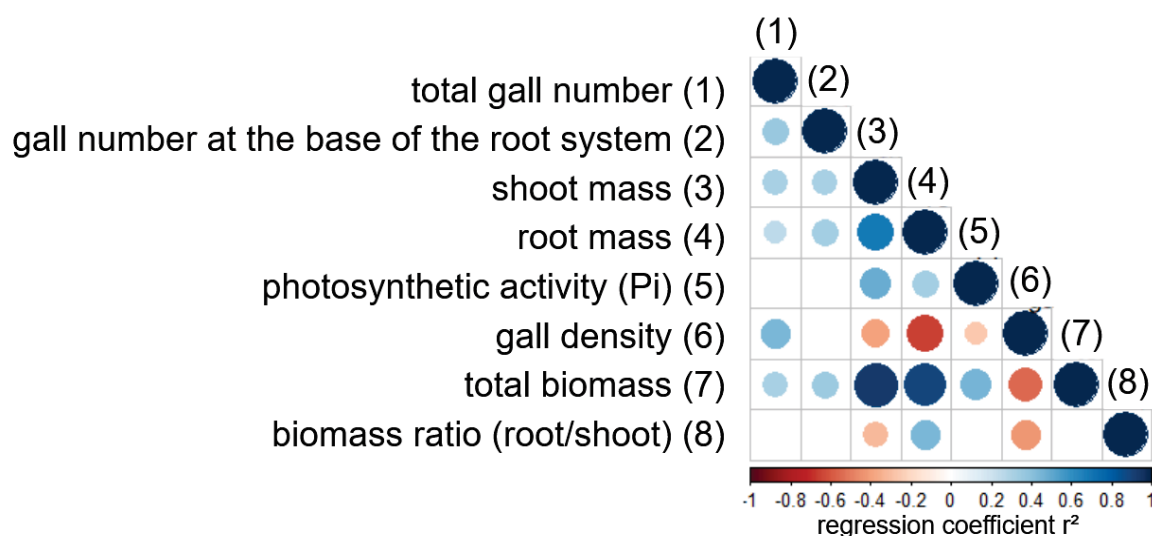 (1)
total gall number (1) (2)
gall number at the base of the root system (2) (3)
shoot mass (3) (4)
root mass (4) (5)
photosynthetic activity (Pi) (5) (6)
gall density (6) (7)
total biomass (7) (8)
biomass ratio (root/shoot) (8)
-1 -0.8 -0.6 -0.4 -0.2 0 0.2 0.4 0.6 0.8 1
regression coefficient r²